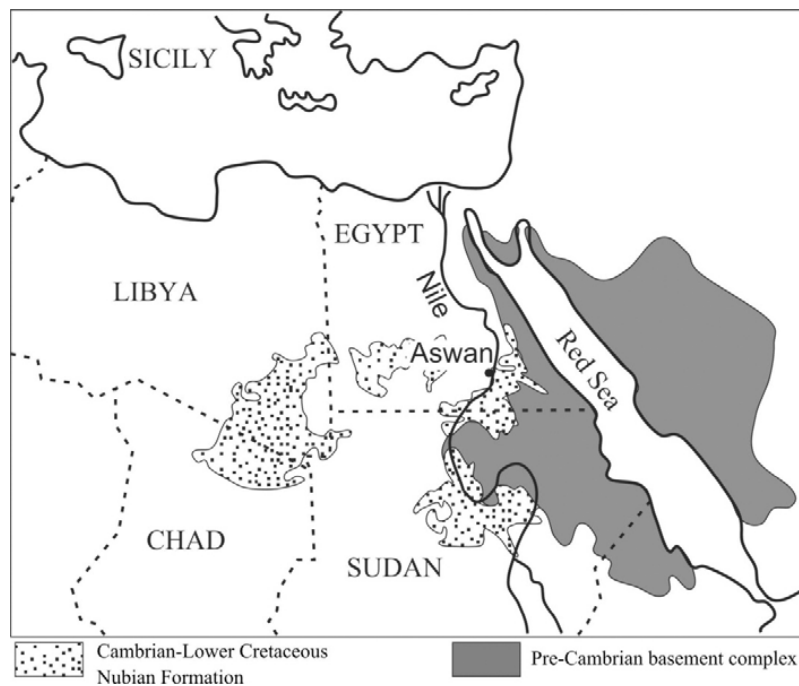 SICILY
EGYPT
LIBYA
Nile
Aswan
Red Sea
CHAD
SUDAN
Cambrian-Lower Cretaceous
Nubian Formation
Pre-Cambrian basement complex